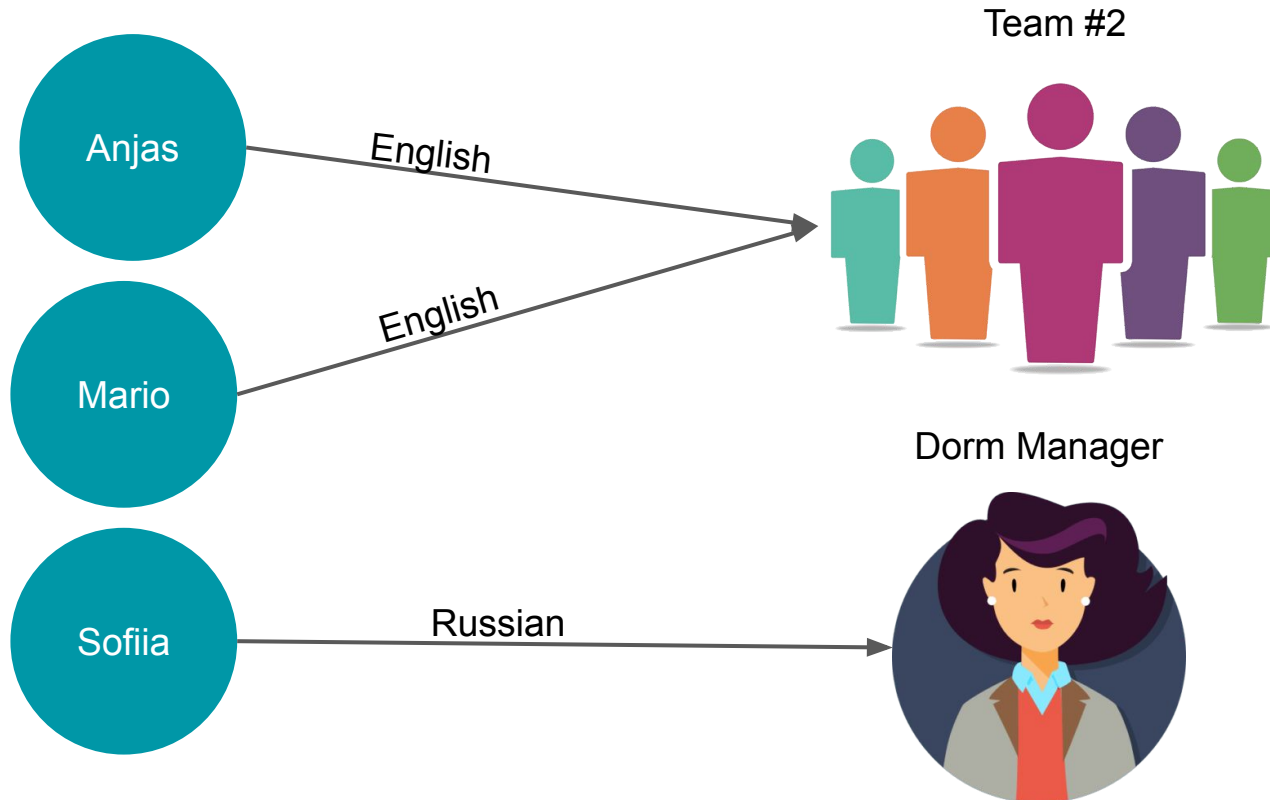 Team #2
Anjas
English
Mario
English
Dorm Manager
Sofiia
Russian